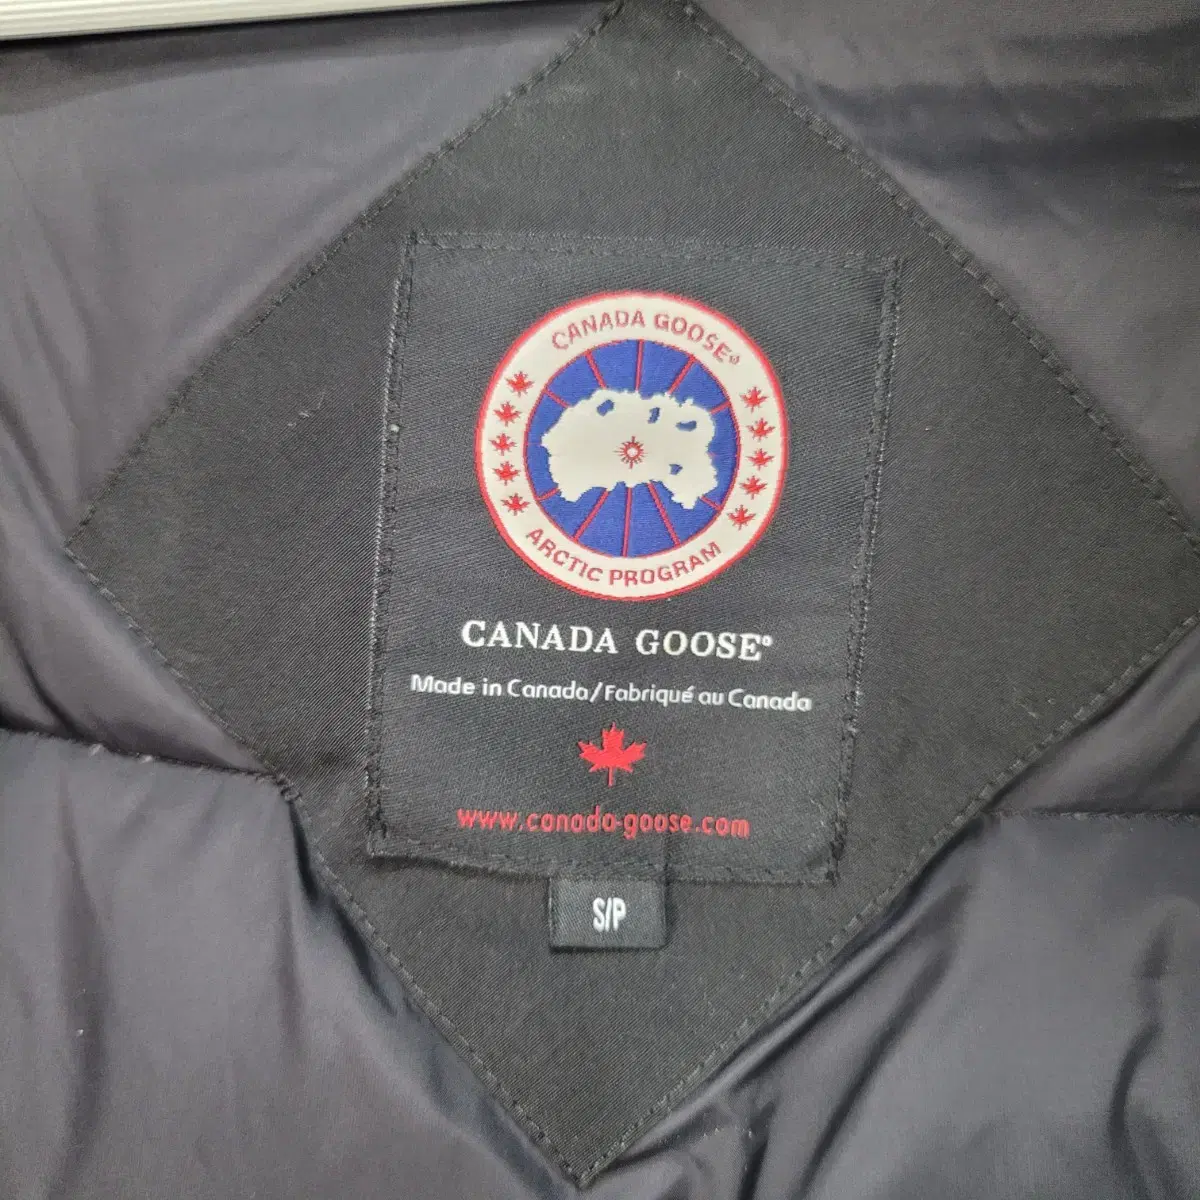 CANADA GOOSE®
ARCTIC PROGRAM
CANADA GOOSE®
Made in Canada/Fabriqué au Canada
www.canada-goose.com
S/P